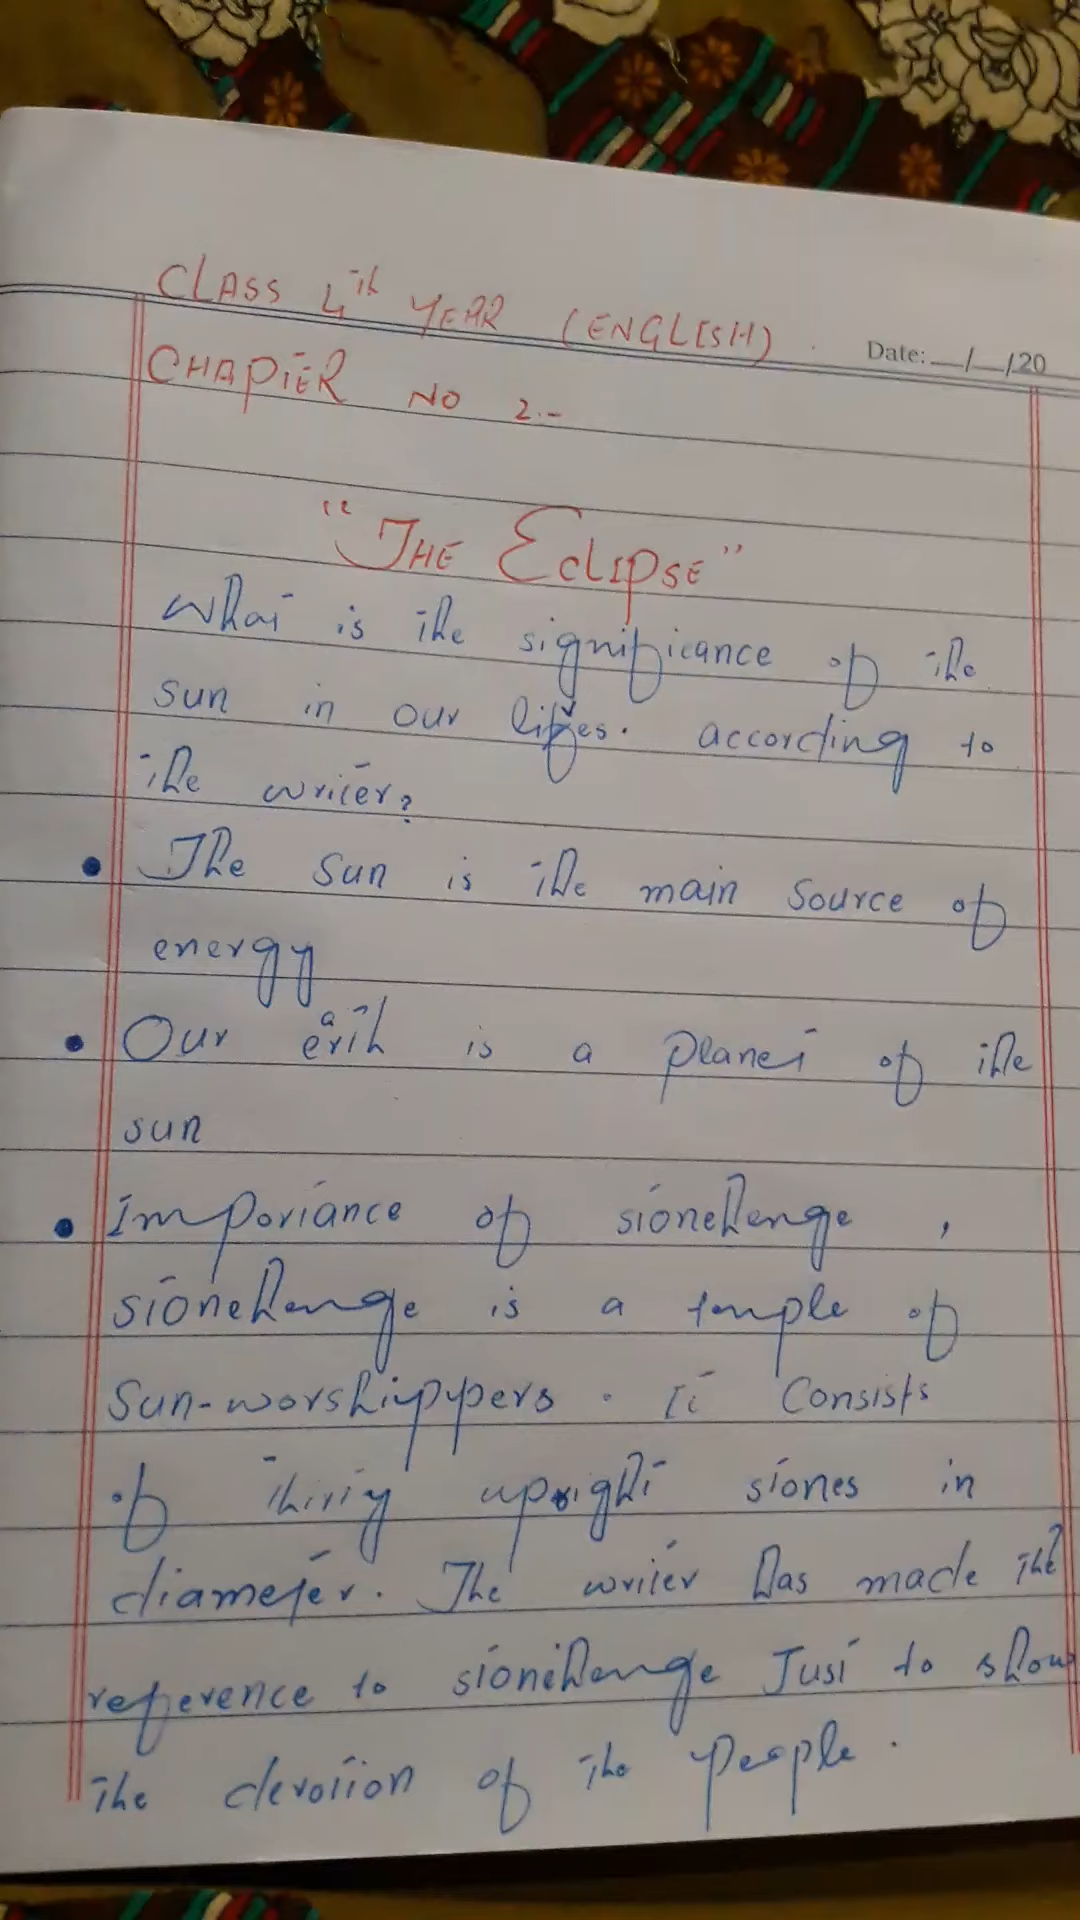 CLASS 4th YEAR (ENGLISH)
Date: __/__/20
CHAPTER NO 2.-
"THE Eclipse"
What is the significance of the
sun in our lives. according to
the writer?
• The Sun is the main Source of
energy
• Our earth is a planet of the
sun
• Importance of stonehenge,
stonehenge is a temple of
Sun-worshippers. It Consists
of thirty upright stones in
diameter. The writer has made the
reference to stonehenge Just to show
the devotion of the people.